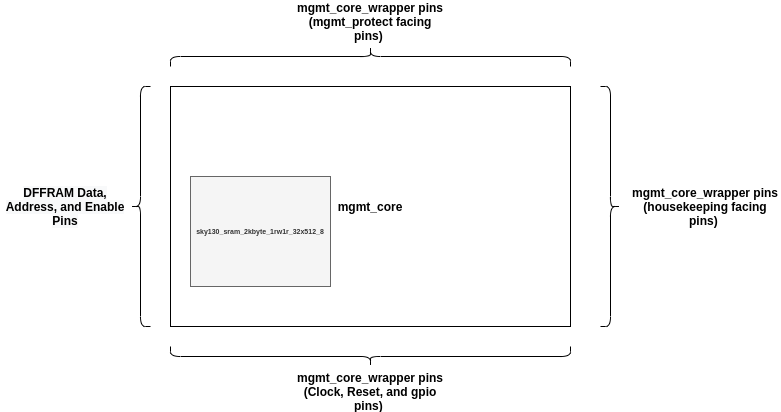 mgmt_core_wrapper pins
(mgmt_protect facing
pins)
DFFRAM Data,
Address, and Enable
Pins
sky130_sram_2kbyte_1rw1r_32x512_8
mgmt_core
mgmt_core_wrapper pins
(housekeeping facing
pins)
mgmt_core_wrapper pins
(Clock, Reset, and gpio
pins)